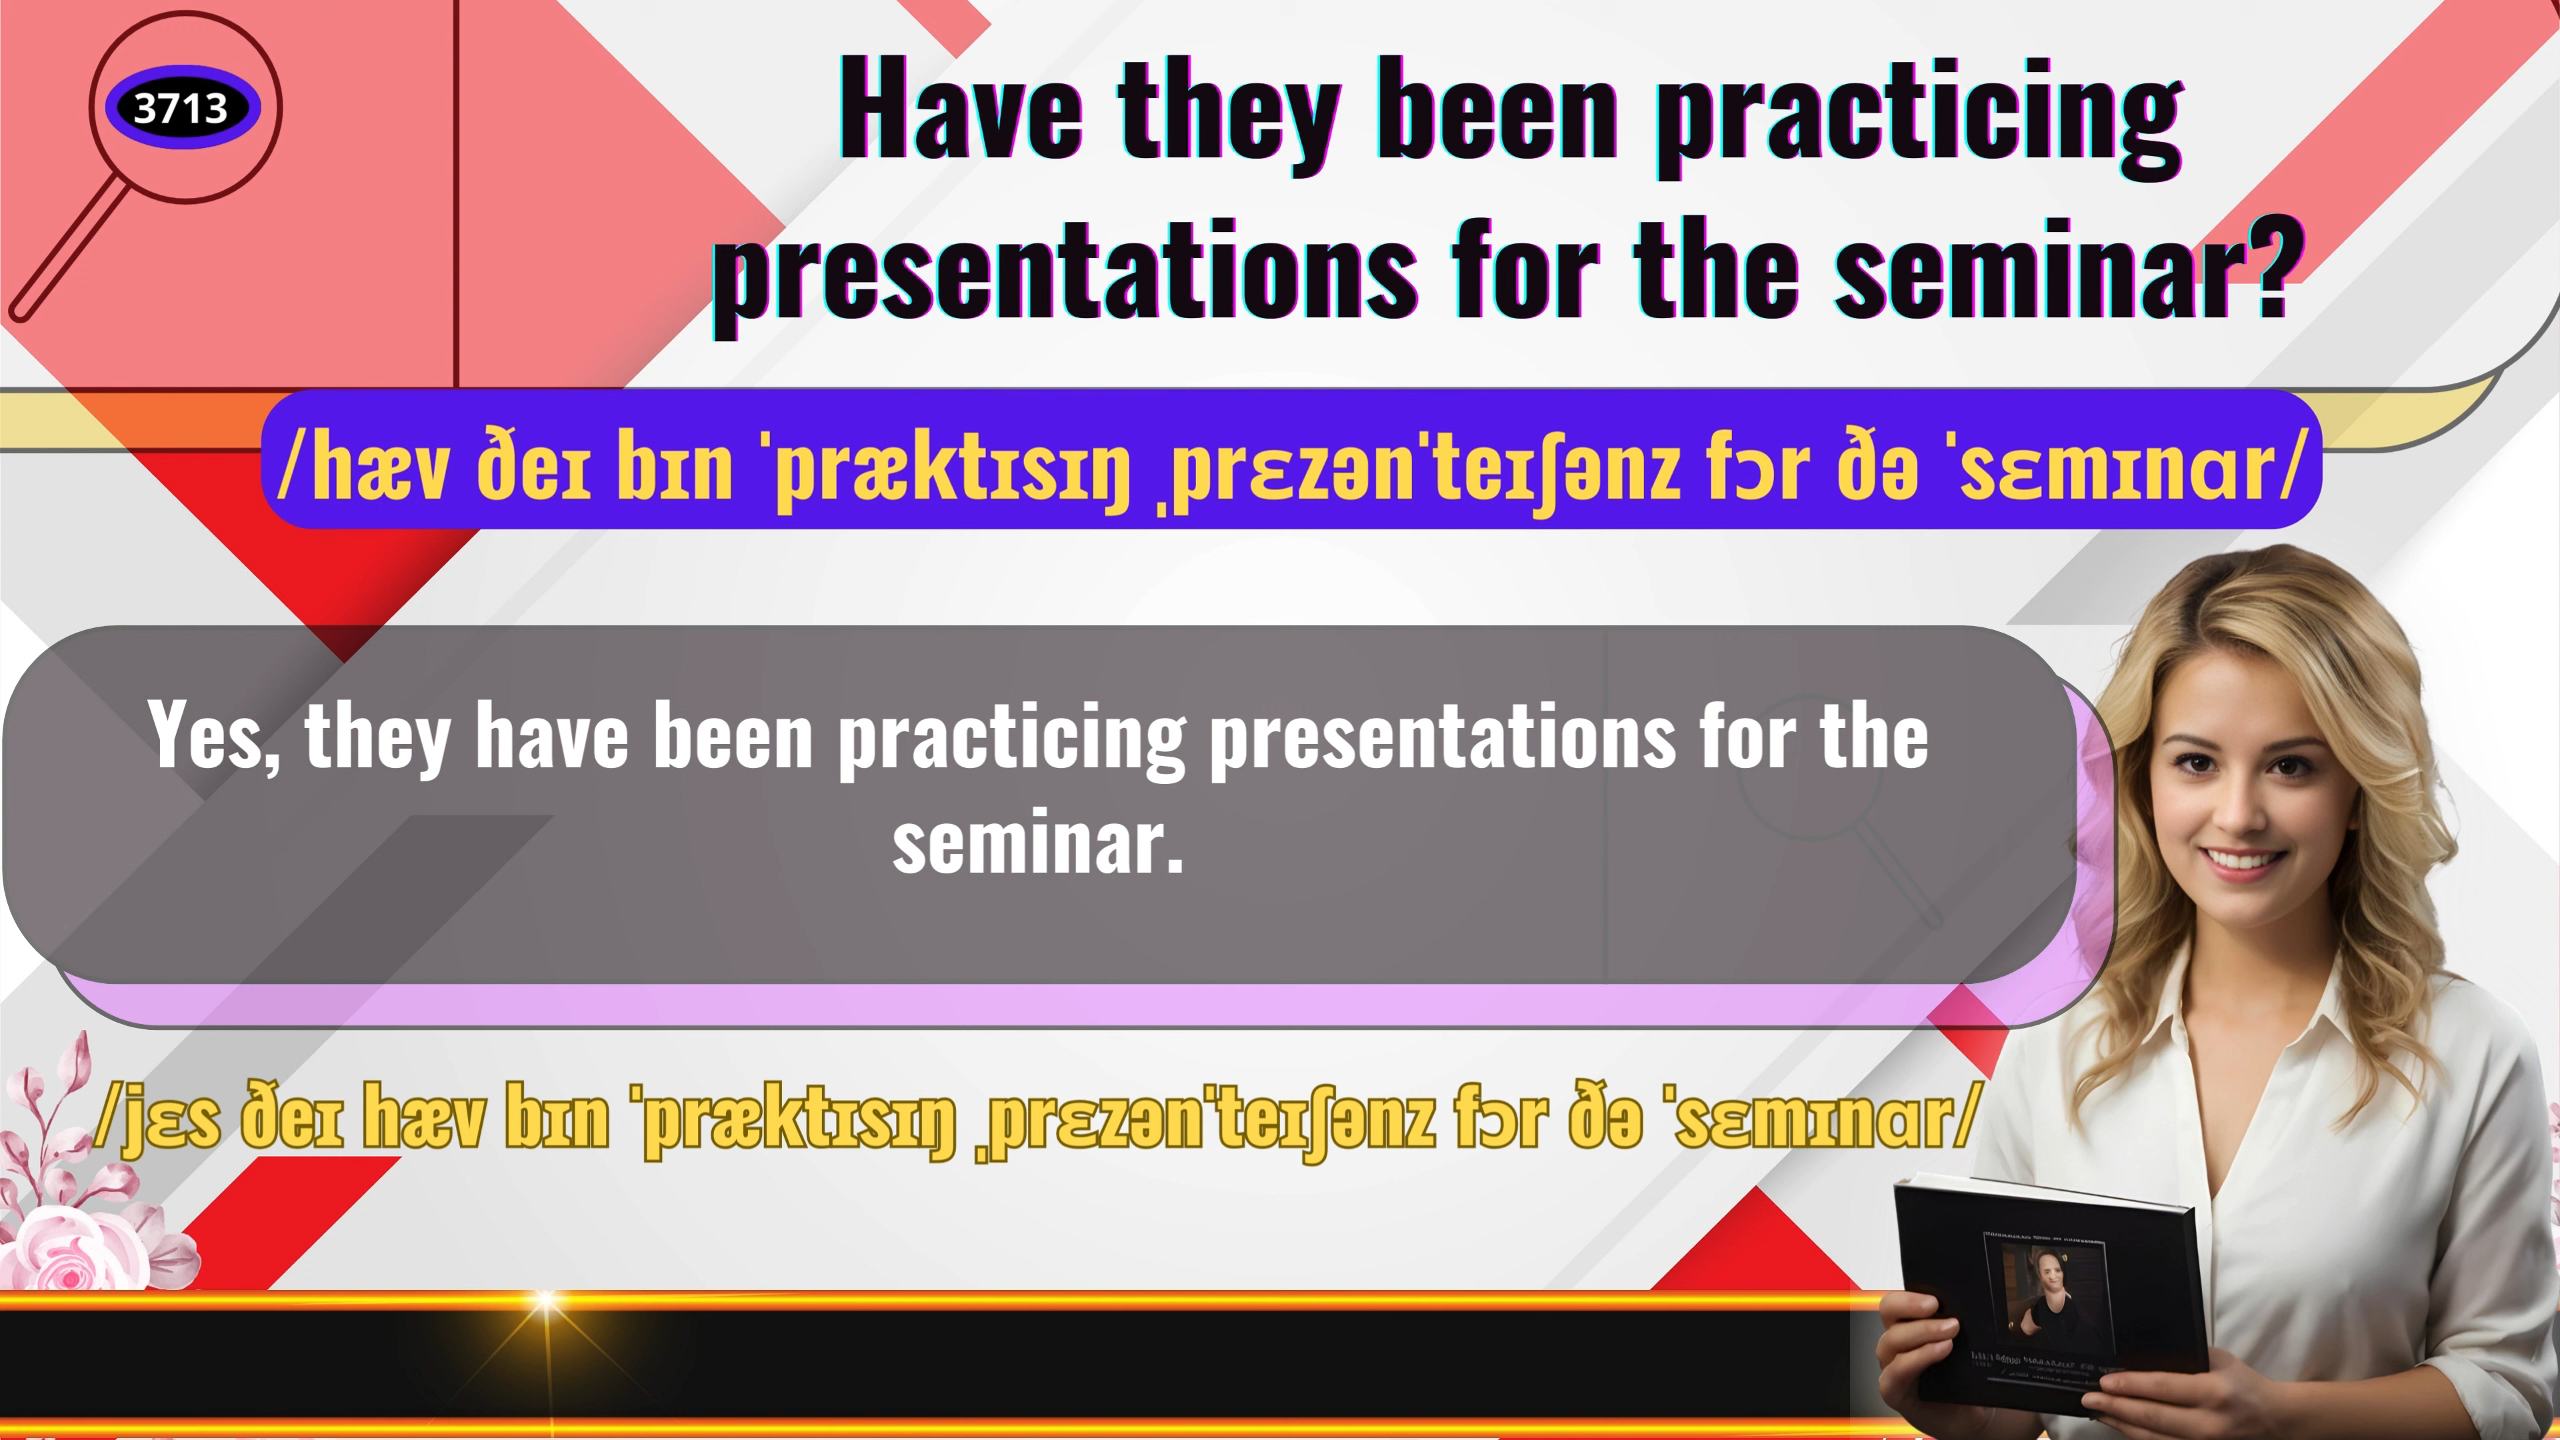 3713
Have they been practicing
presentations for the seminar?
/hæv ðeɪ bɪn ˈpræktɪsɪŋ ˌprɛzənˈteɪʃənz fɔr ðə ˈsɛmɪnɑr/
Yes, they have been practicing presentations for the
seminar.
/jɛs ðeɪ hæv bɪn ˈpræktɪsɪŋ ˌprɛzənˈteɪʃənz fɔr ðə ˈsɛmɪnɑr/